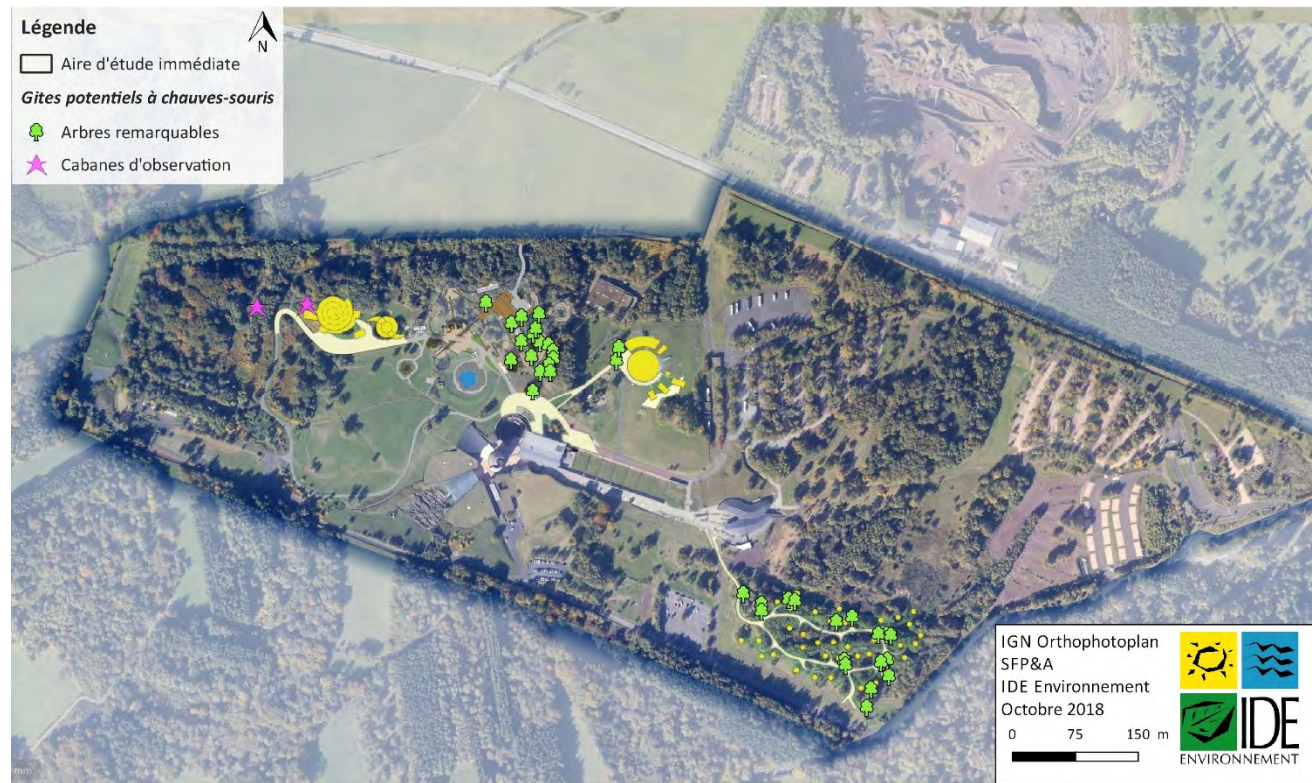 Légende
N
Aire d'étude immédiate
Gites potentiels à chauves-souris
Arbres remarquables
Cabanes d'observation
IGN Orthophotoplan
SFP&A
IDE Environnement
Octobre 2018
0 75 150 m
IDE
ENVIRONNEMENT